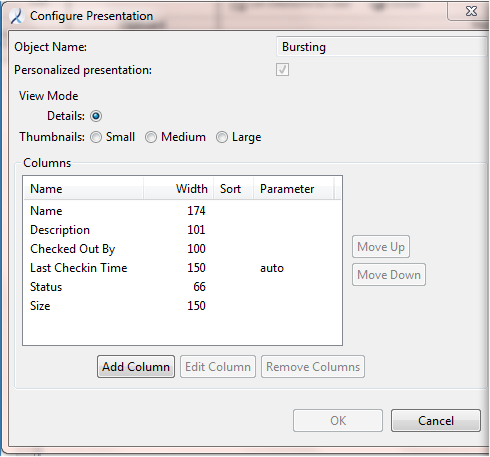 Configure Presentation
Object Name: Bursting
Personalized presentation:
View Mode
Details:
Thumbnails: Small Medium Large
Columns
Name Width Sort Parameter
Name 174
Description 101
Checked Out By 100
Last Checkin Time 150 auto
Status 66
Size 150
Move Up
Move Down
Add Column Edit Column Remove Columns
OK Cancel